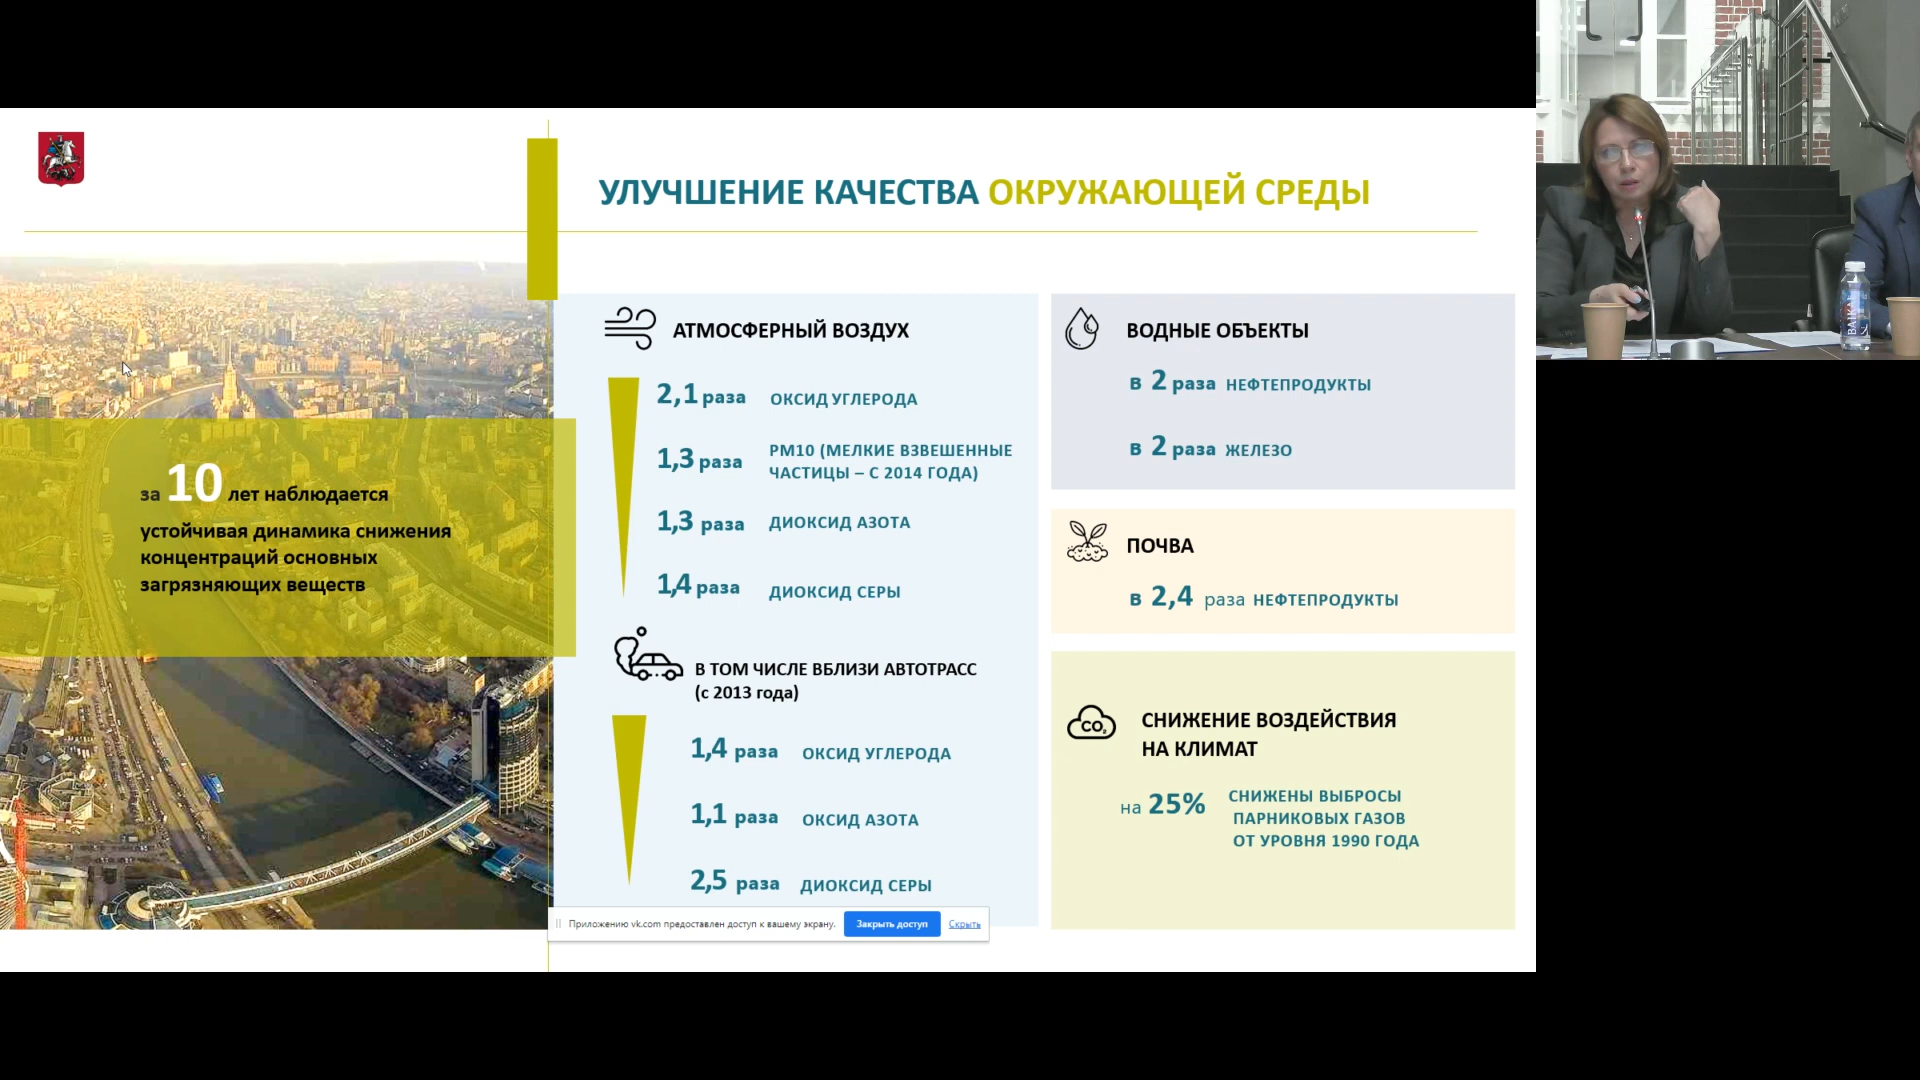 УЛУЧШЕНИЕ КАЧЕСТВА ОКРУЖАЮЩЕЙ СРЕДЫ
за 10 лет наблюдается
устойчивая динамика снижения
концентраций основных
загрязняющих веществ
АТМОСФЕРНЫЙ ВОЗДУХ
2,1 раза ОКСИД УГЛЕРОДА
1,3 раза РМ10 (МЕЛКИЕ ВЗВЕШЕННЫЕ
ЧАСТИЦЫ – С 2014 ГОДА)
1,3 раза ДИОКСИД АЗОТА
1,4 раза ДИОКСИД СЕРЫ
В ТОМ ЧИСЛЕ ВБЛИЗИ АВТОТРАСС
(с 2013 года)
1,4 раза ОКСИД УГЛЕРОДА
1,1 раза ОКСИД АЗОТА
2,5 раза ДИОКСИД СЕРЫ
Приложению vk.com предоставлен доступ к вашему экрану. Закрыть доступ Скрыть
ВОДНЫЕ ОБЪЕКТЫ
в 2 раза НЕФТЕПРОДУКТЫ
в 2 раза ЖЕЛЕЗО
ПОЧВА
в 2,4 раза НЕФТЕПРОДУКТЫ
CO₂
СНИЖЕНИЕ ВОЗДЕЙСТВИЯ
НА КЛИМАТ
на 25% СНИЖЕНЫ ВЫБРОСЫ
ПАРНИКОВЫХ ГАЗОВ
ОТ УРОВНЯ 1990 ГОДА
BAIKAL